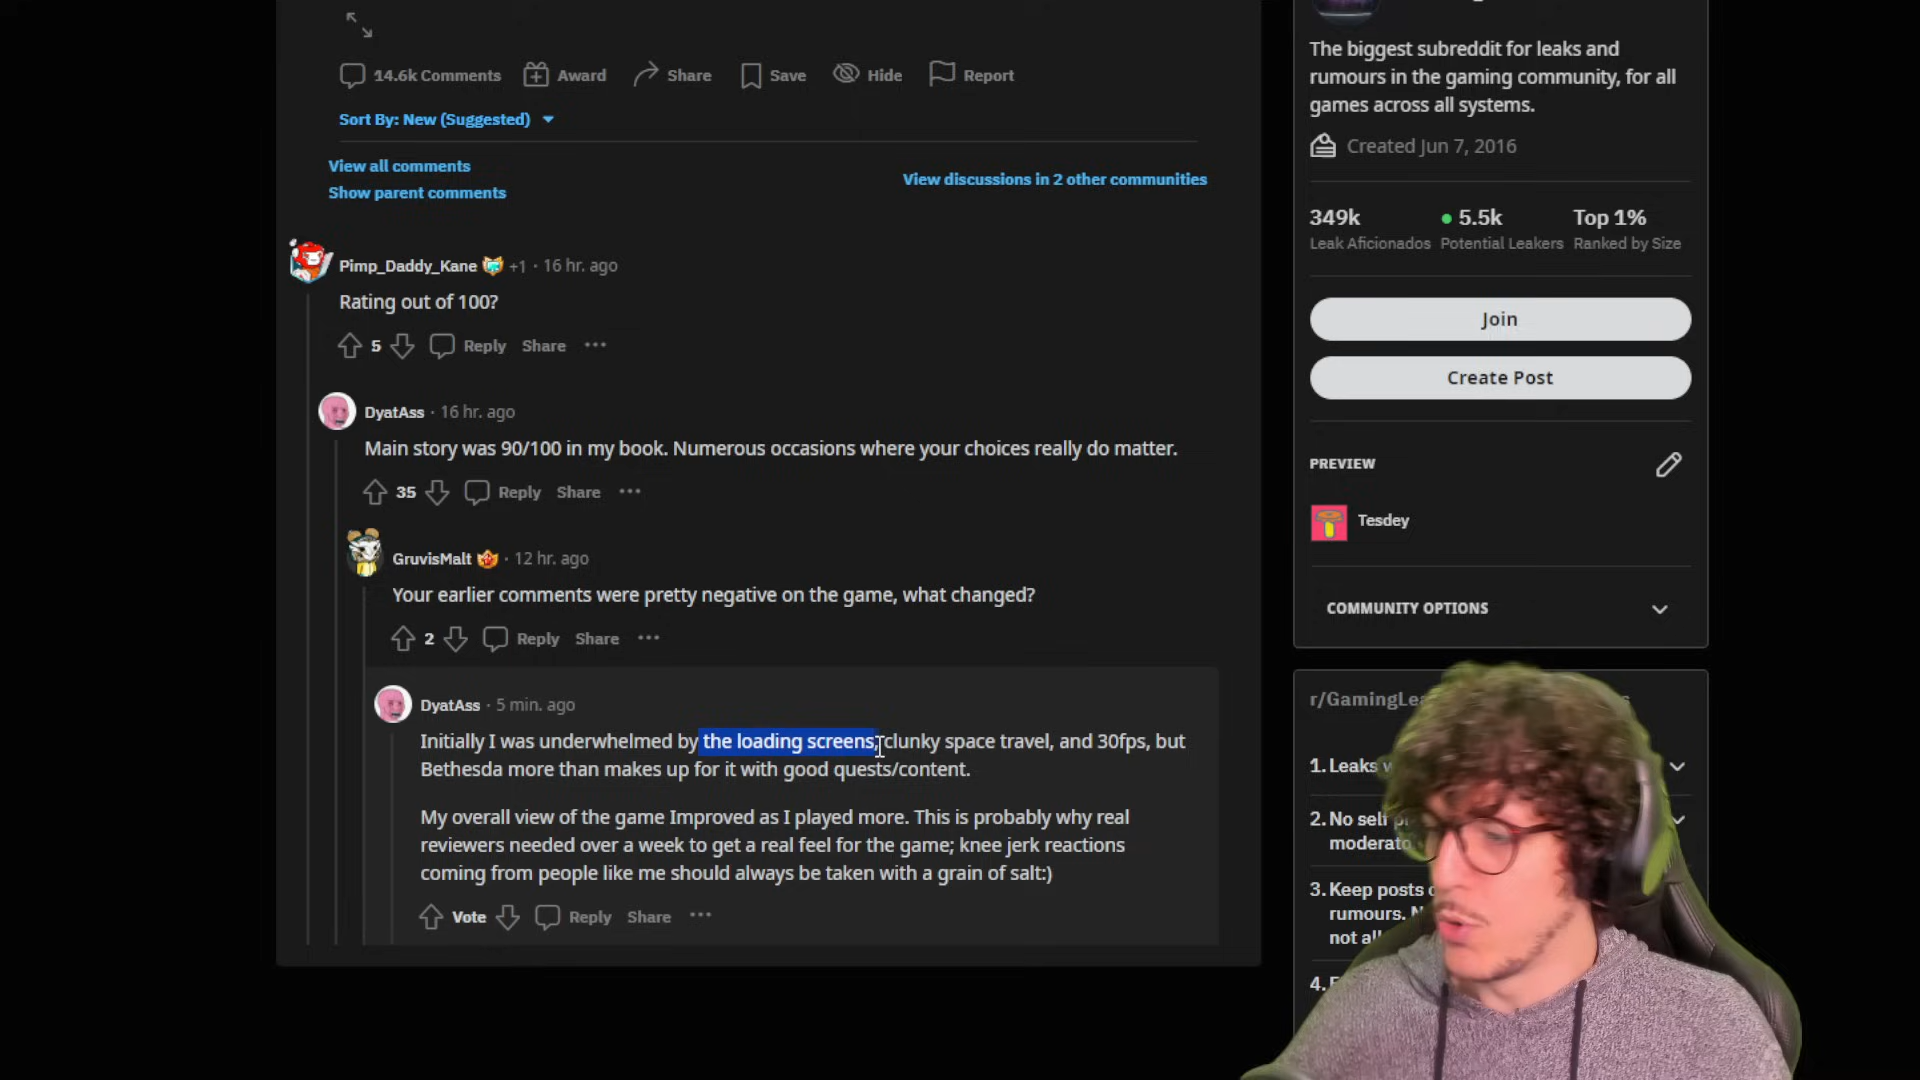 14.6k Comments Award Share Save Hide Report
Sort By: New (Suggested)
View all comments
Show parent comments
View discussions in 2 other communities
Pimp_Daddy_Kane +1 · 16 hr. ago
Rating out of 100?
5 Reply Share ···
DyatAss · 16 hr. ago
Main story was 90/100 in my book. Numerous occasions where your choices really do matter.
35 Reply Share ···
GruvisMalt · 12 hr. ago
Your earlier comments were pretty negative on the game, what changed?
2 Reply Share ···
DyatAss · 5 min. ago
Initially I was underwhelmed by the loading screens, clunky space travel, and 30fps, but
Bethesda more than makes up for it with good quests/content.
My overall view of the game Improved as I played more. This is probably why real
reviewers needed over a week to get a real feel for the game; knee jerk reactions
coming from people like me should always be taken with a grain of salt:)
Vote Reply Share ···
The biggest subreddit for leaks and
rumours in the gaming community, for all
games across all systems.
Created Jun 7, 2016
349k 5.5k Top 1%
Leak Aficionados Potential Leakers Ranked by Size
Join
Create Post
PREVIEW
Tesdey
COMMUNITY OPTIONS
r/GamingLea
1. Leaks
2. No self
moderato
3. Keep posts
rumours.
not all
4.